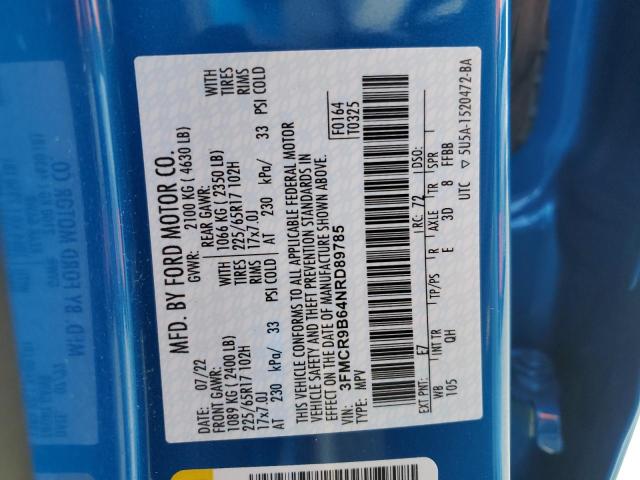 MFD. BY FORD MOTOR CO.
07/22 GVWR: 2100 KG ( 4630 LB)
FRONT GAWR: REAR GAWR: WITH
1089 KG ( 2400 LB) 1066 KG ( 2350 LB) TIRES
225/65R17 102H TIRES 225/65R17 102H RIMS
17x7.0J RIMS 17x7.0J PSI COLD
AT 230 kPa/ 33 PSI COLD AT 230 kPa/ 33
THIS VEHICLE CONFORMS TO ALL APPLICABLE FEDERAL MOTOR
VEHICLE SAFETY AND THEFT PREVENTION STANDARDS IN
EFFECT ON THE DATE OF MANUFACTURE SHOWN ABOVE.
VIN: 3FMCR9B64NRD89785
TYPE: MPV
F0164
T0325
EXT PNT: E7 RC: 72 DSO:
WB INT TR TP/PS R AXLE TR SPR
105 QH E 3D 8 FFBB
UTC ▽ 5U5A-1520472-BA